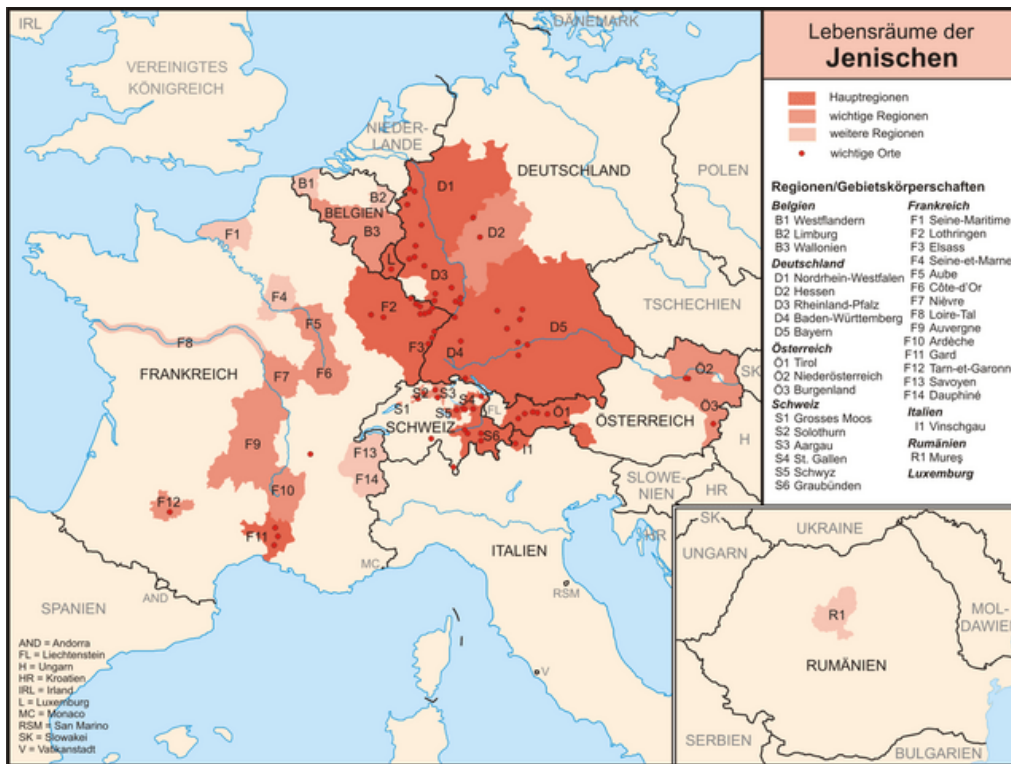 Lebensräume der
Jenischen
Hauptregionen
wichtige Regionen
weitere Regionen
wichtige Orte
Regionen/Gebietskörperschaften
Belgien
B1 Westflandern
B2 Limburg
B3 Wallonien
Deutschland
D1 Nordrhein-Westfalen
D2 Hessen
D3 Rheinland-Pfalz
D4 Baden-Württemberg
D5 Bayern
Österreich
Ö1 Tirol
Ö2 Niederösterreich
Ö3 Burgenland
Schweiz
S1 Grosses Moos
S2 Solothurn
S3 Aargau
S4 St. Gallen
S5 Schwyz
S6 Graubünden
Frankreich
F1 Seine-Maritime
F2 Lothringen
F3 Elsass
F4 Seine-et-Marne
F5 Aube
F6 Côte-d'Or
F7 Nièvre
F8 Loire-Tal
F9 Auvergne
F10 Ardèche
F11 Gard
F12 Tarn-et-Garonne
F13 Savoyen
F14 Dauphiné
Italien
I1 Vinschgau
Rumänien
R1 Mureş
Luxemburg
IRL
VEREINIGTES
KÖNIGREICH
DÄNEMARK
NIEDER-
LANDE
DEUTSCHLAND
POLEN
B1
B2
BELGIEN
B3
L
D1
D2
D3
D4
D5
TSCHECHIEN
F1
F2
F3
F4
F5
F6
F7
F8
FRANKREICH
F9
F10
F11
F12
F13
F14
S1
S2
S3
S4
S5
S6
SCHWEIZ
FL
I1
Ö1
Ö2
Ö3
ÖSTERREICH
SK
H
SLOWE-
NIEN
HR
HR
ITALIEN
MC
RSM
V
SPANIEN
AND
AND = Andorra
FL = Liechtenstein
H = Ungarn
HR = Kroatien
IRL = Irland
L = Luxemburg
MC = Monaco
RSM = San Marino
SK = Slowakei
V = Vatikanstadt
SK
UKRAINE
UNGARN
MOL-
DAWIEN
R1
RUMÄNIEN
SERBIEN
BULGARIEN